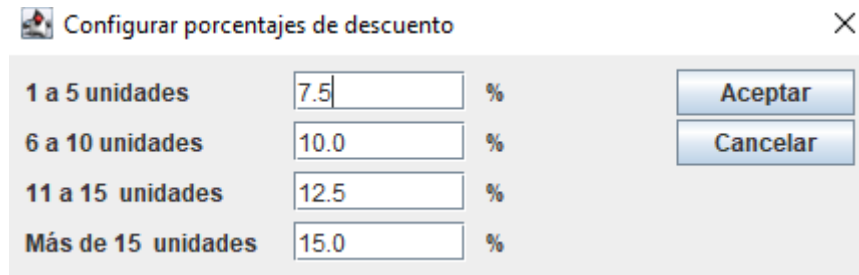 Configurar porcentajes de descuento
1 a 5 unidades 7.5 % Aceptar
6 a 10 unidades 10.0 % Cancelar
11 a 15 unidades 12.5 %
Más de 15 unidades 15.0 %